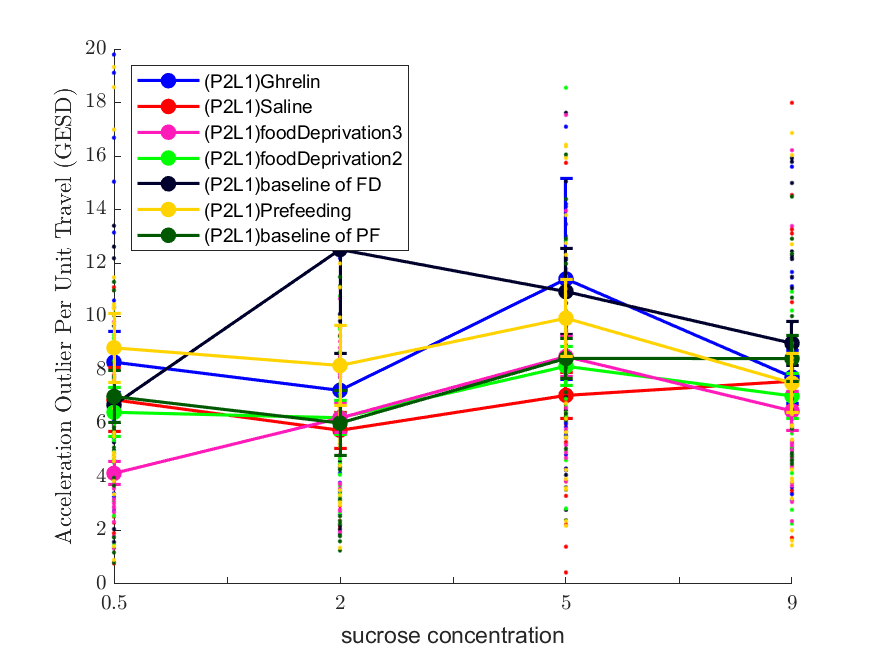 20
18
16
14
12
10
8
6
4
2
0
Acceleration Outlier Per Unit Travel (GESD)
(P2L1)Ghrelin
(P2L1)Saline
(P2L1)foodDeprivation3
(P2L1)foodDeprivation2
(P2L1)baseline of FD
(P2L1)Prefeeding
(P2L1)baseline of PF
0.5 2 5 9
sucrose concentration